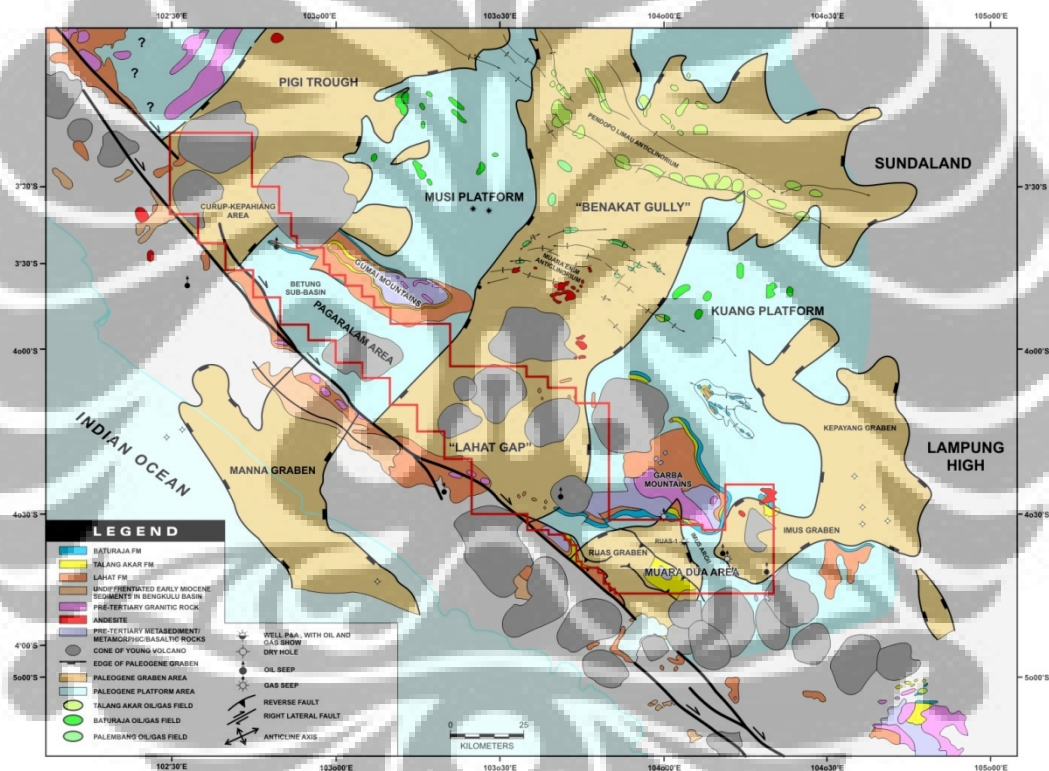 102°30'E
103°00'E
103°30'E
104°00'E
104°30'E
105°00'E
?
?
?
PIGI TROUGH
PENDOPO LIMAU ANTICLINORIUM
SUNDALAND
3°30'S
3°30'S
MUSI PLATFORM
"BENAKAT GULLY"
CURUP-KEPAHIANG
AREA
3°30'S
MUARA ENIM
ANTICLINORIUM
GUMAI MOUNTAINS
BETUNG
SUB-BASIN
PAGARALAM AREA
KUANG PLATFORM
4°00'S
4°00'S
INDIAN OCEAN
KEPAYANG GRABEN
"LAHAT GAP"
LAMPUNG
HIGH
MANNA GRABEN
GARBA
MOUNTAINS
4°30'S
4°30'S
IMUS GRABEN
RUAS GRABEN
RUAS-1
MUARA DUA AREA
LEGEND
BATURAJA FM
TALANG AKAR FM
LAHAT FM
UNDIFFRENTIATED EARLY MIOCENE
SEDIMENTS IN BENGKULU BASIN
PRE-TERTIARY GRANITIC ROCK
ANDESITE
PRE-TERTIARY METASEDIMENT/
METAMORPHIC/BASALTIC ROCKS
CONE OF YOUNG VOLCANO
EDGE OF PALEOGENE GRABEN
PALEOGENE GRABEN AREA
PALEOGENE PLATFORM AREA
TALANG AKAR OIL/GAS FIELD
BATURAJA OIL/GAS FIELD
PALEMBANG OIL/GAS FIELD
WELL P&A , WITH OIL AND
GAS SHOW
DRY HOLE
OIL SEEP
GAS SEEP
REVERSE FAULT
RIGHT LATERAL FAULT
ANTICLINE AXIS
4°00'S
5°00'S
5°00'S
0 25
KILOMETERS
102°30'E
103°00'E
103°30'E
104°00'E
104°30'E
105°00'E